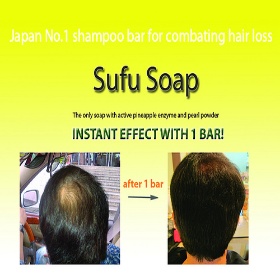 Japan No.1 shampoo bar for combating hair loss
Sufu Soap
The only soap with active pineapple enzyme and pearl powder
INSTANT EFFECT WITH 1 BAR!
after 1 bar